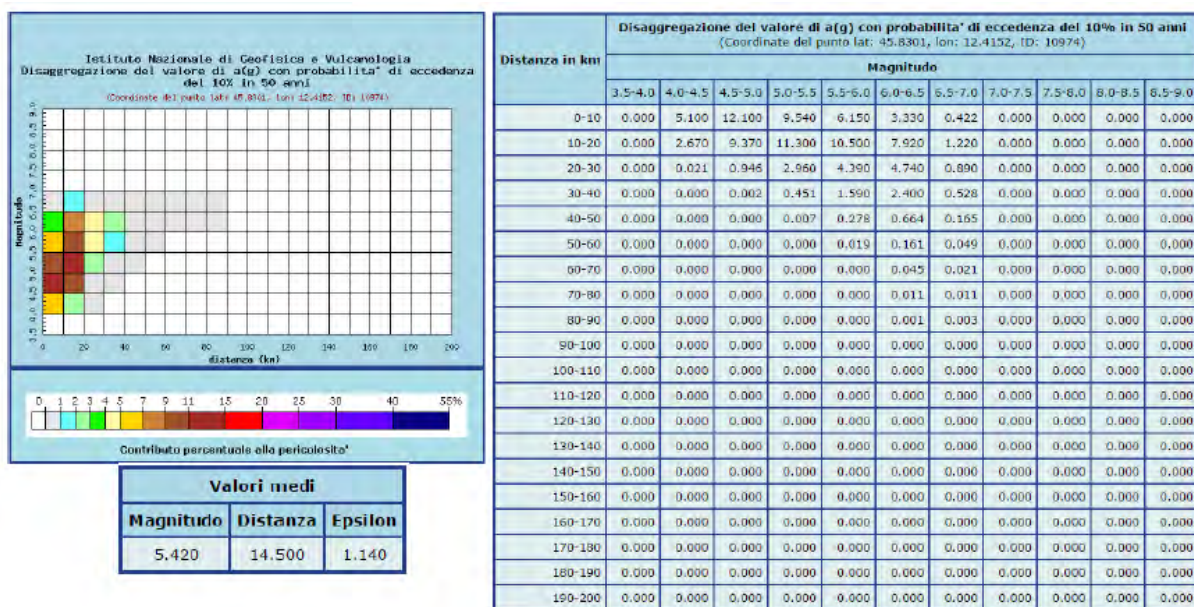 Istituto Nazionale di Geofisica e Vulcanologia
Disaggregazione del valore di a(g) con probabilita' di eccedenza
del 10% in 50 anni
(Coordinate del punto lat: 45.8301, lon: 12.4152, ID: 10974)
Magnitudo
9.0
8.5
8.0
7.5
7.0
6.5
6.0
5.5
5.0
4.5
4.0
3.5
0 20 40 60 80 100 120 140 160 180 200
distanza (km)
0 1 2 3 4 5 7 9 11 15 20 25 30 40 55%
Contributo percentuale alla pericolosita'
Valori medi
Magnitudo Distanza Epsilon
5.420 14.500 1.140
Disaggregazione del valore di a(g) con probabilita' di eccedenza del 10% in 50 anni
(Coordinate del punto lat: 45.8301, lon: 12.4152, ID: 10974)
Distanza in km
Magnitudo
3.5-4.0 4.0-4.5 4.5-5.0 5.0-5.5 5.5-6.0 6.0-6.5 6.5-7.0 7.0-7.5 7.5-8.0 8.0-8.5 8.5-9.0
0-10 0.000 5.100 12.100 9.540 6.150 3.330 0.422 0.000 0.000 0.000 0.000
10-20 0.000 2.670 9.370 11.300 10.500 7.920 1.220 0.000 0.000 0.000 0.000
20-30 0.000 0.021 0.946 2.960 4.390 4.740 0.890 0.000 0.000 0.000 0.000
30-40 0.000 0.000 0.002 0.451 1.590 2.400 0.528 0.000 0.000 0.000 0.000
40-50 0.000 0.000 0.000 0.007 0.278 0.664 0.165 0.000 0.000 0.000 0.000
50-60 0.000 0.000 0.000 0.000 0.019 0.161 0.049 0.000 0.000 0.000 0.000
60-70 0.000 0.000 0.000 0.000 0.000 0.045 0.021 0.000 0.000 0.000 0.000
70-80 0.000 0.000 0.000 0.000 0.000 0.011 0.011 0.000 0.000 0.000 0.000
80-90 0.000 0.000 0.000 0.000 0.000 0.001 0.003 0.000 0.000 0.000 0.000
90-100 0.000 0.000 0.000 0.000 0.000 0.000 0.000 0.000 0.000 0.000 0.000
100-110 0.000 0.000 0.000 0.000 0.000 0.000 0.000 0.000 0.000 0.000 0.000
110-120 0.000 0.000 0.000 0.000 0.000 0.000 0.000 0.000 0.000 0.000 0.000
120-130 0.000 0.000 0.000 0.000 0.000 0.000 0.000 0.000 0.000 0.000 0.000
130-140 0.000 0.000 0.000 0.000 0.000 0.000 0.000 0.000 0.000 0.000 0.000
140-150 0.000 0.000 0.000 0.000 0.000 0.000 0.000 0.000 0.000 0.000 0.000
150-160 0.000 0.000 0.000 0.000 0.000 0.000 0.000 0.000 0.000 0.000 0.000
160-170 0.000 0.000 0.000 0.000 0.000 0.000 0.000 0.000 0.000 0.000 0.000
170-180 0.000 0.000 0.000 0.000 0.000 0.000 0.000 0.000 0.000 0.000 0.000
180-190 0.000 0.000 0.000 0.000 0.000 0.000 0.000 0.000 0.000 0.000 0.000
190-200 0.000 0.000 0.000 0.000 0.000 0.000 0.000 0.000 0.000 0.000 0.000